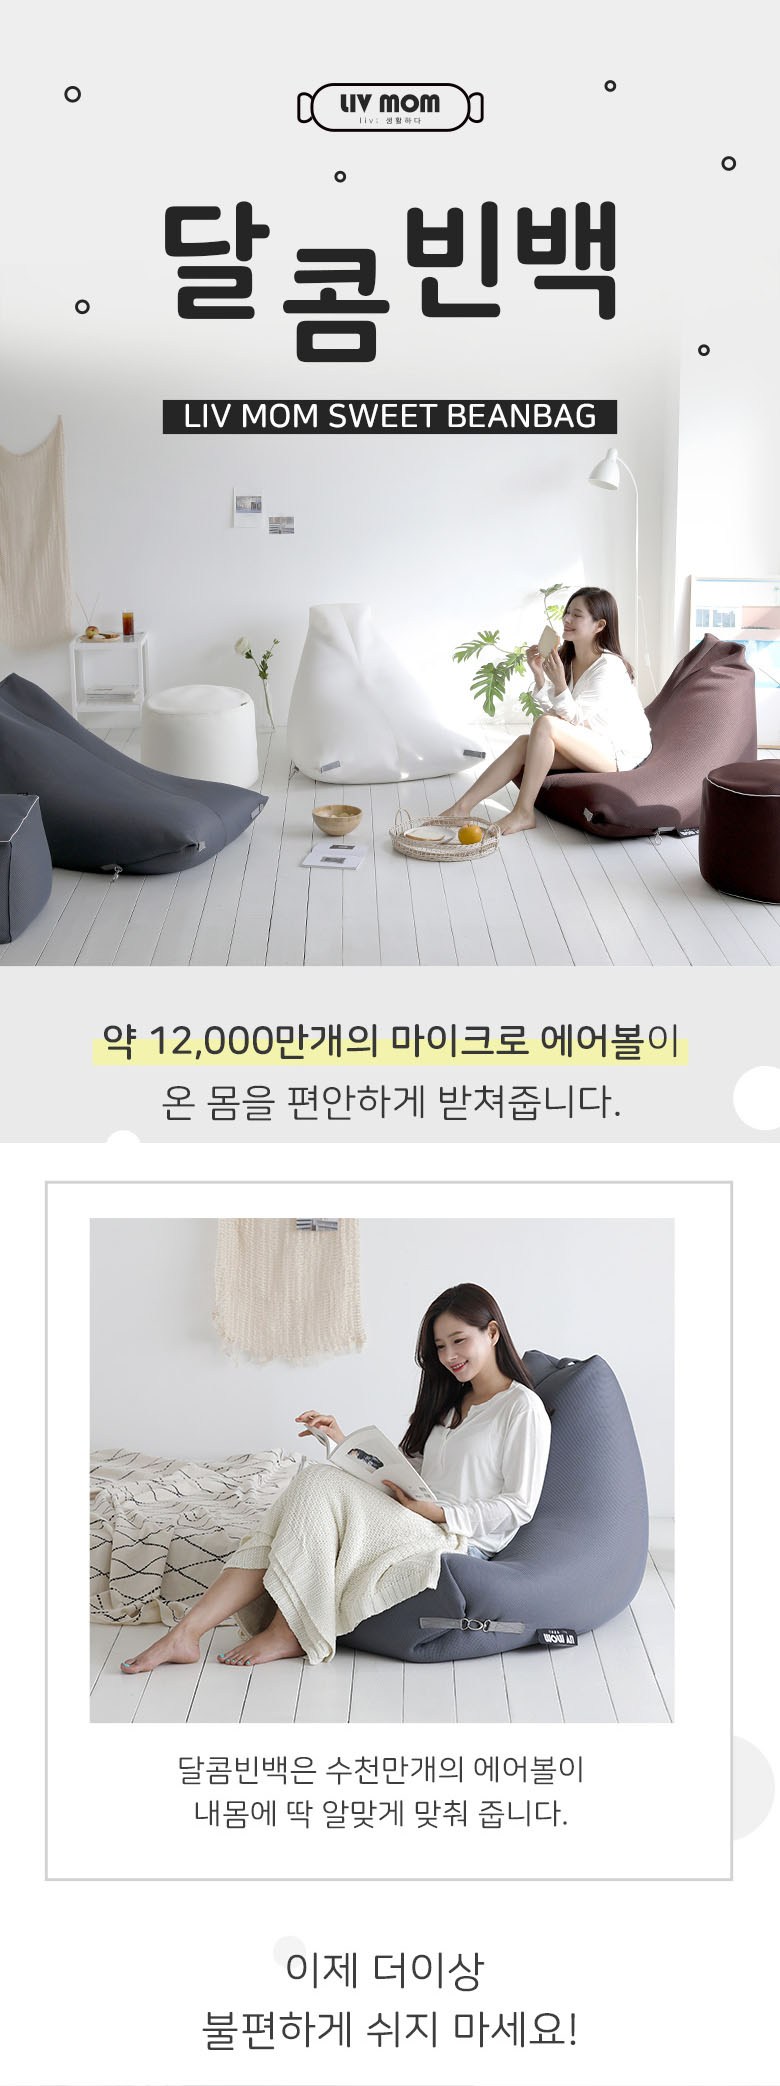 LIV MOM
liv: 생활하다
달콤빈백
LIV MOM SWEET BEANBAG
약 12,000만개의 마이크로 에어볼이
온 몸을 편안하게 받쳐줍니다.
LIV MOM
달콤빈백은 수천만개의 에어볼이
내몸에 딱 알맞게 맞춰 줍니다.
이제 더이상
불편하게 쉬지 마세요!